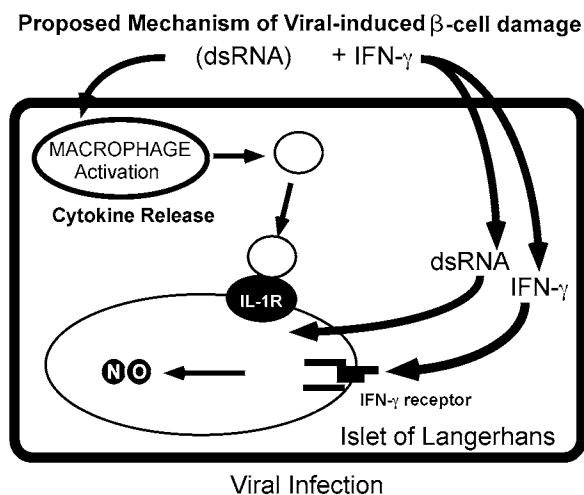 Proposed Mechanism of Viral-induced β-cell damage
(dsRNA) + IFN-γ
MACROPHAGE
Activation
Cytokine Release
dsRNA
IFN-γ
IL-1R
N O
IFN-γ receptor
Islet of Langerhans
Viral Infection